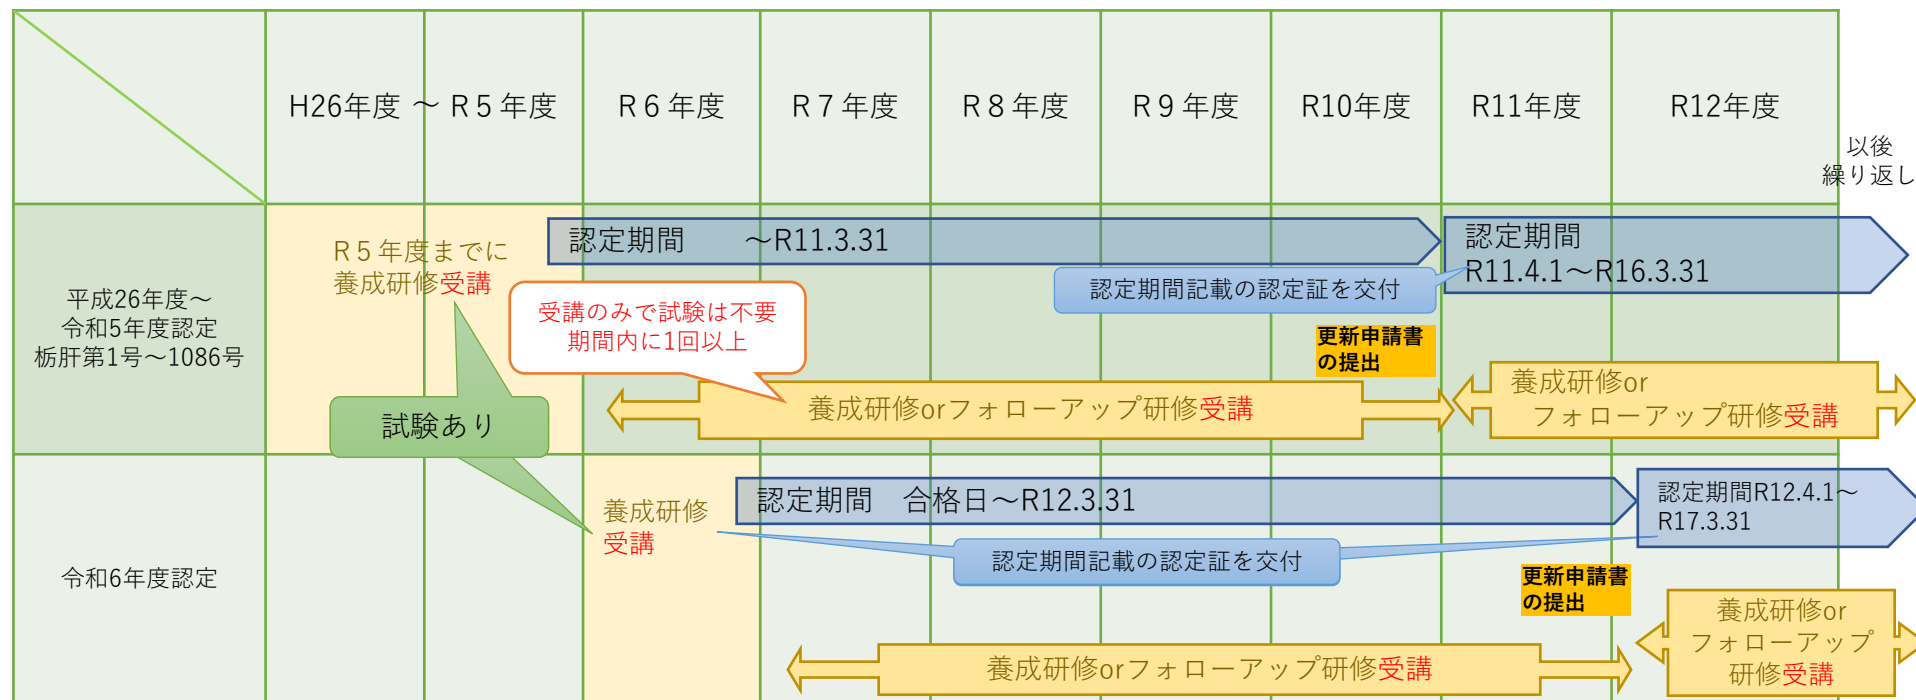 H26年度 ～ R５年度
R６年度
R７年度
R８年度
R９年度
R10年度
R11年度
R12年度
以後
繰り返し
平成26年度～
令和5年度認定
栃肝第1号～1086号
R５年度までに
養成研修受講
認定期間　　～R11.3.31
認定期間
R11.4.1～R16.3.31
認定期間記載の認定証を交付
受講のみで試験は不要
期間内に1回以上
更新申請書
の提出
養成研修orフォローアップ研修受講
養成研修or
フォローアップ研修受講
試験あり
令和6年度認定
養成研修
受講
認定期間　合格日～R12.3.31
認定期間R12.4.1～
R17.3.31
認定期間記載の認定証を交付
更新申請書
の提出
養成研修orフォローアップ研修受講
養成研修or
フォローアップ
研修受講